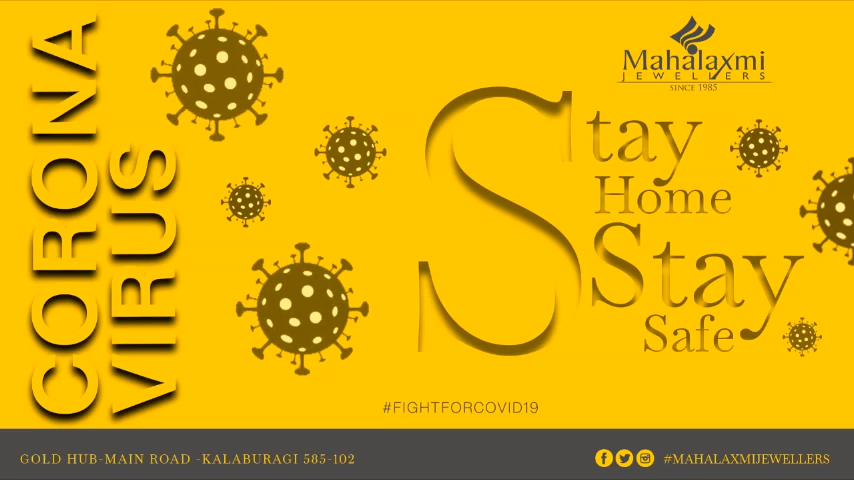 CORONA
VIRUS
Mahalaxmi
JEWELLERS
SINCE 1985
Stay
Home
Stay
Safe
#FIGHTFORCOVID19
GOLD HUB-MAIN ROAD -KALABURAGI 585-102
#MAHALAXMIJEWELLERS